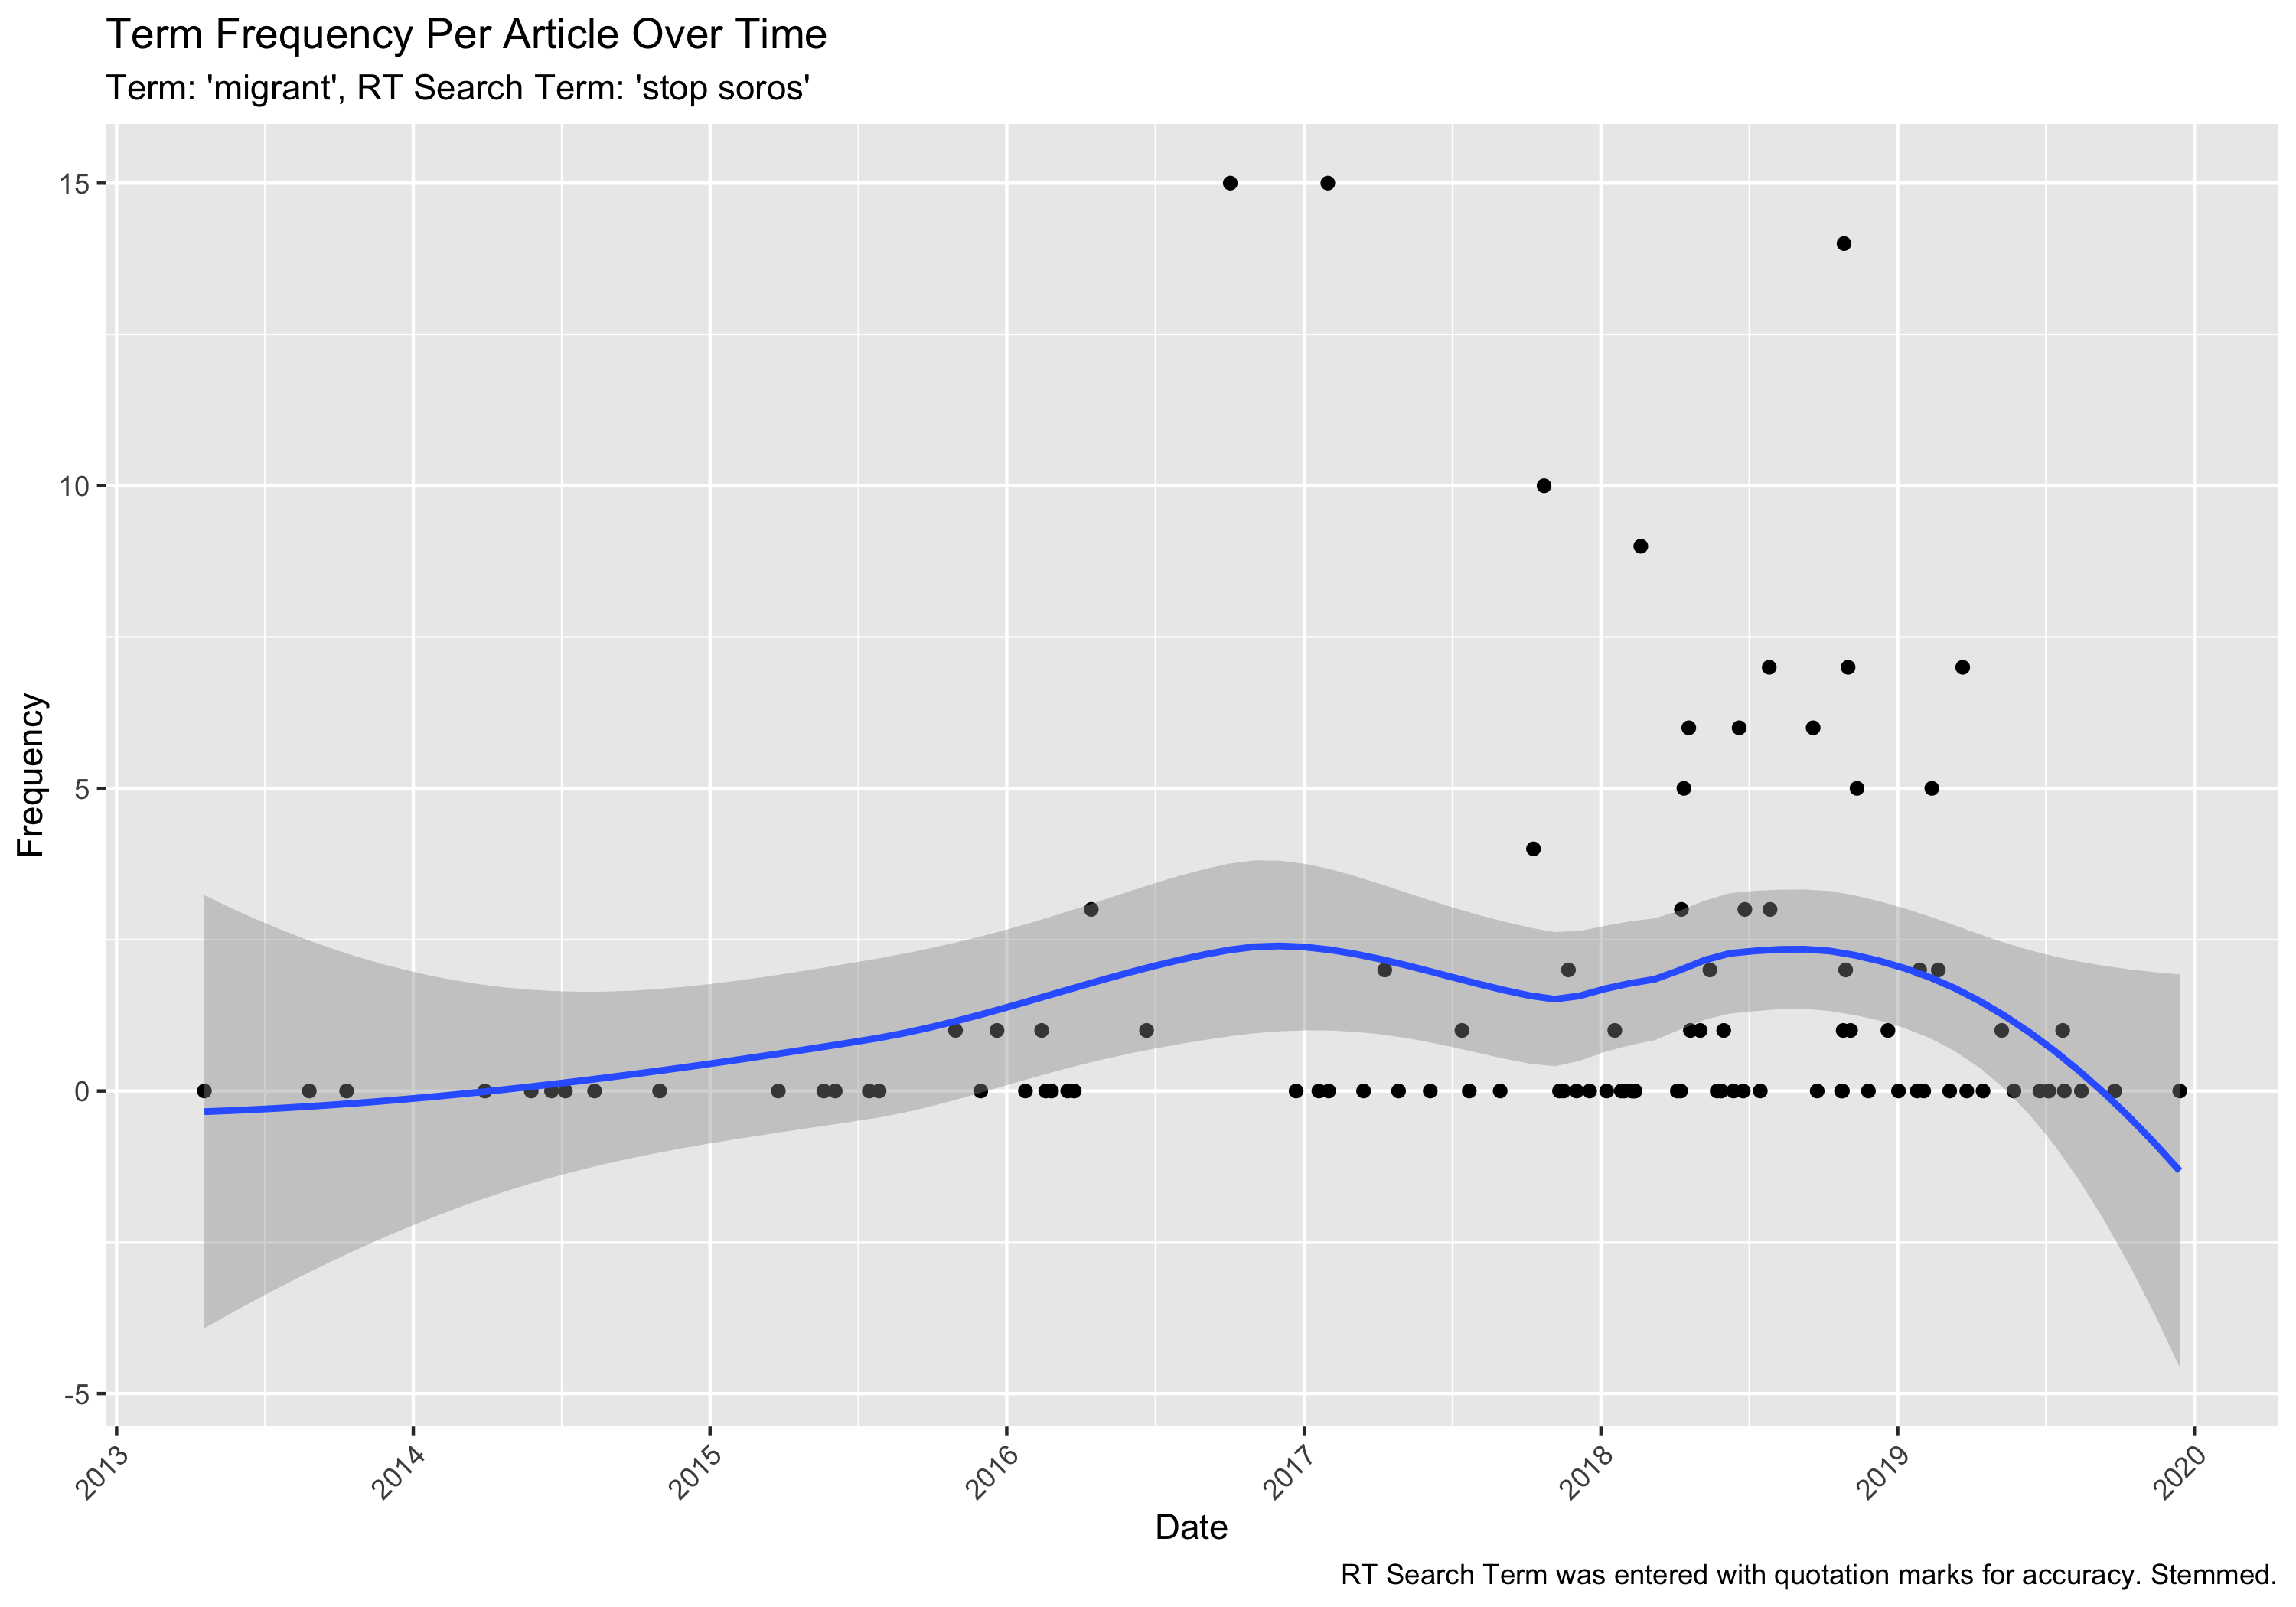 Term Frequency Per Article Over Time
Term: 'migrant', RT Search Term: 'stop soros'
Frequency
15
10
5
0
-5
2013
2014
2015
2016
2017
2018
2019
2020
Date
RT Search Term was entered with quotation marks for accuracy. Stemmed.